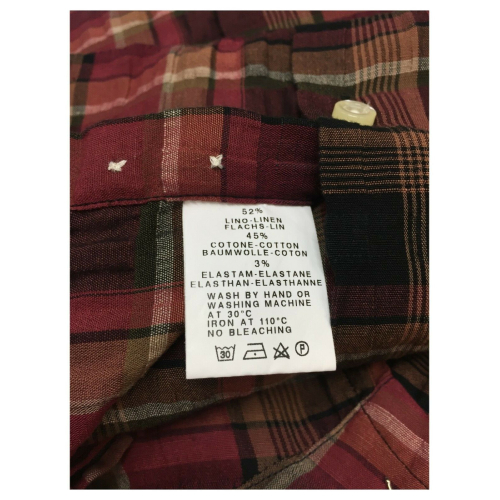 52%
LINO-LINEN
FLACHS-LIN
45%
COTONE-COTTON
BAUMWOLLE-COTON
3%
ELASTAM-ELASTANE
ELASTHAN-ELASTHANNE
WASH BY HAND OR
WASHING MACHINE
AT 30°C
IRON AT 110°C
NO BLEACHING
30 P